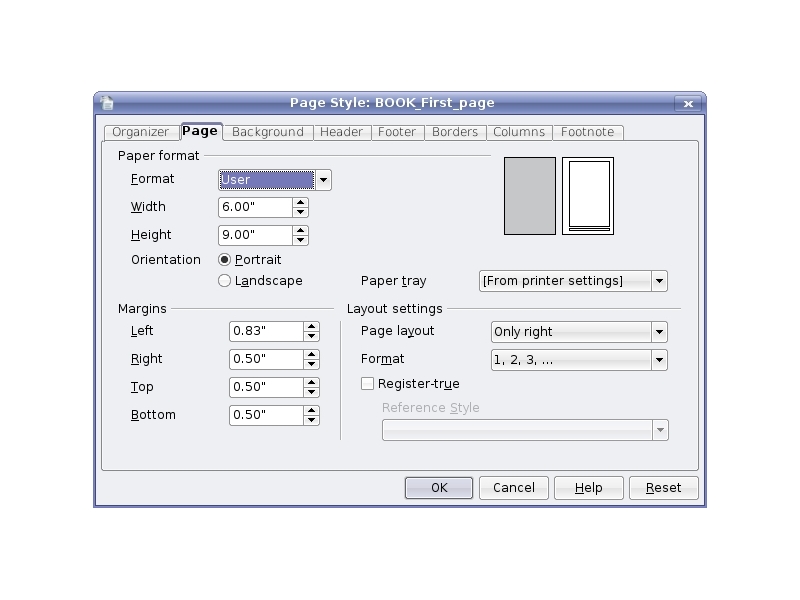 Page Style: BOOK_First_page
Organizer Page Background Header Footer Borders Columns Footnote
Paper format
Format User
Width 6.00"
Height 9.00"
Orientation Portrait
Landscape Paper tray [From printer settings]
Margins Layout settings
Left 0.83" Page layout Only right
Right 0.50" Format 1, 2, 3, ...
Top 0.50" Register-true
Reference Style
Bottom 0.50"
OK Cancel Help Reset